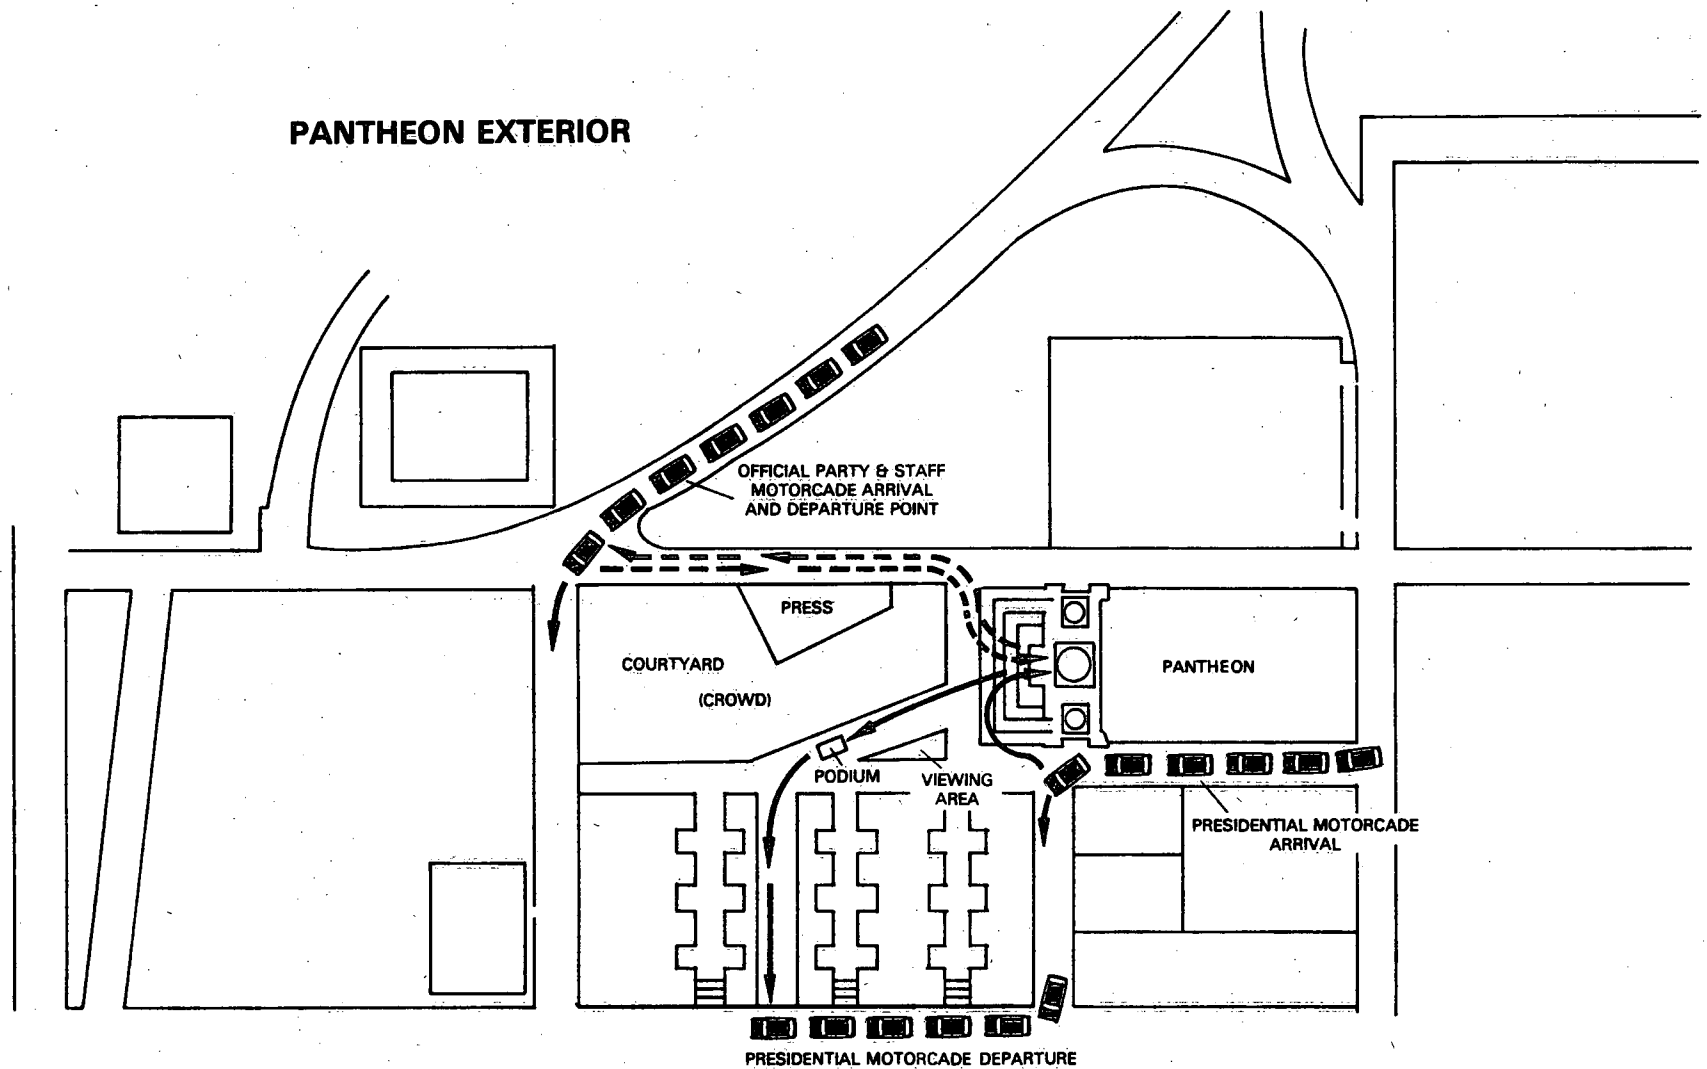 PANTHEON EXTERIOR
OFFICIAL PARTY & STAFF
MOTORCADE ARRIVAL
AND DEPARTURE POINT
PRESS
COURTYARD
(CROWD)
PANTHEON
PODIUM
VIEWING
AREA
PRESIDENTIAL MOTORCADE
ARRIVAL
PRESIDENTIAL MOTORCADE DEPARTURE